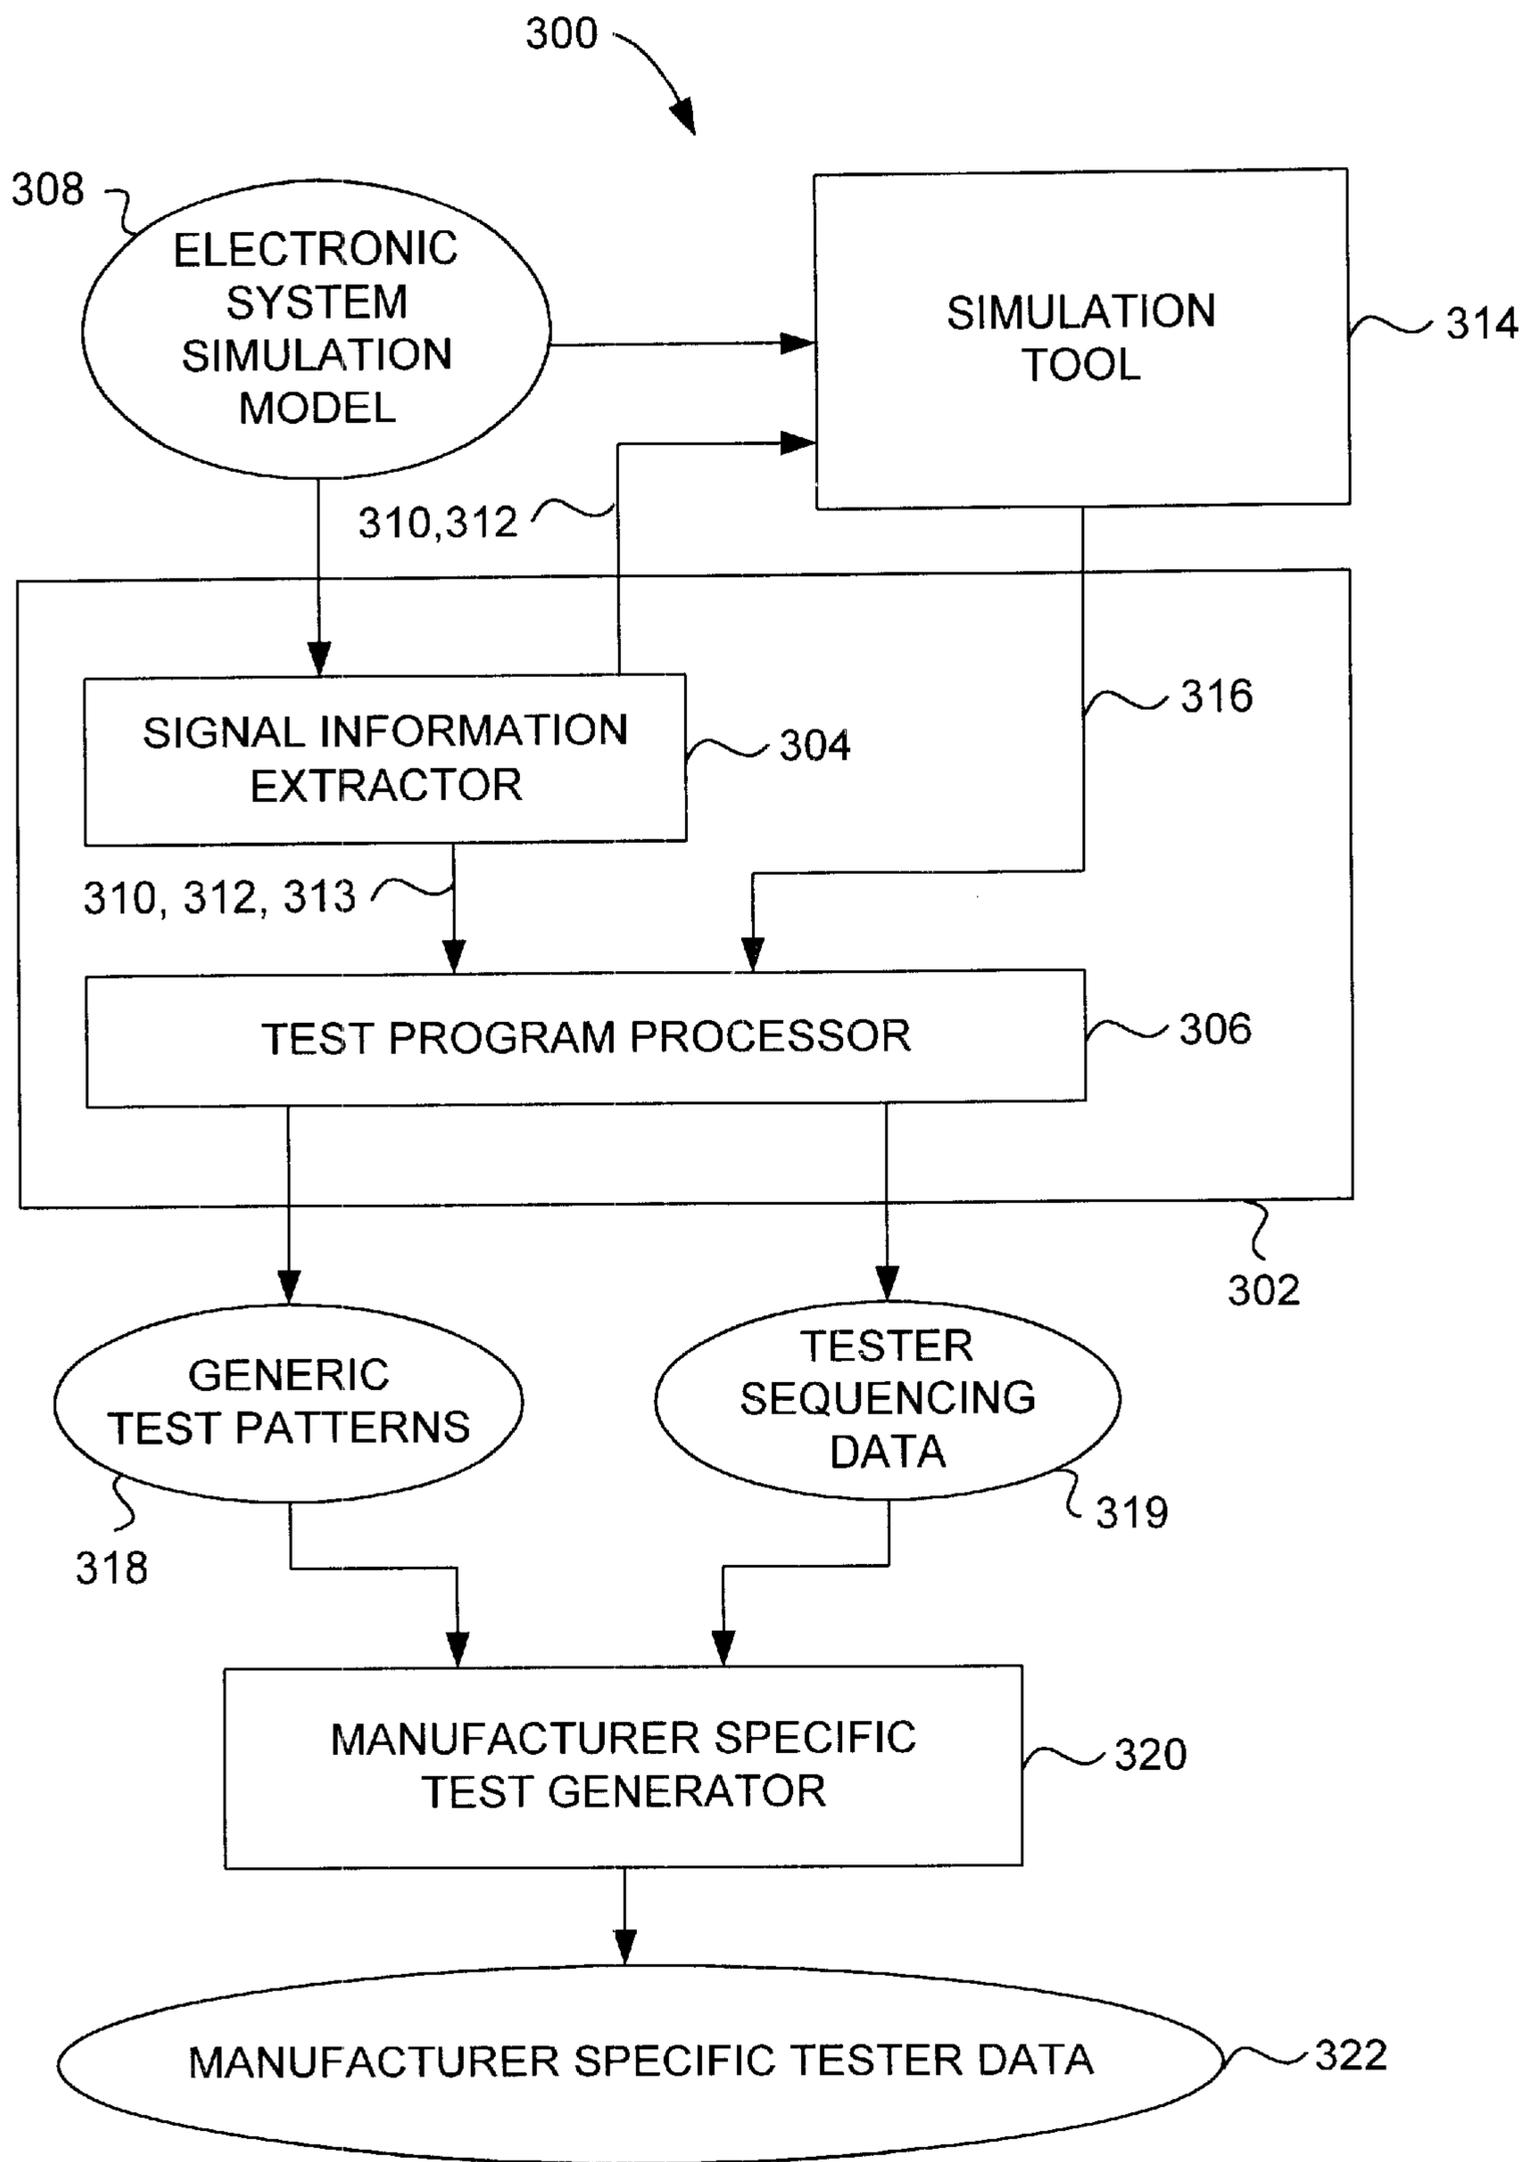 300
308
ELECTRONIC
SYSTEM
SIMULATION
MODEL
SIMULATION
TOOL
314
310,312
SIGNAL INFORMATION
EXTRACTOR
304
316
310, 312, 313
TEST PROGRAM PROCESSOR
306
302
GENERIC
TEST PATTERNS
318
TESTER
SEQUENCING
DATA
319
MANUFACTURER SPECIFIC
TEST GENERATOR
320
MANUFACTURER SPECIFIC TESTER DATA
322